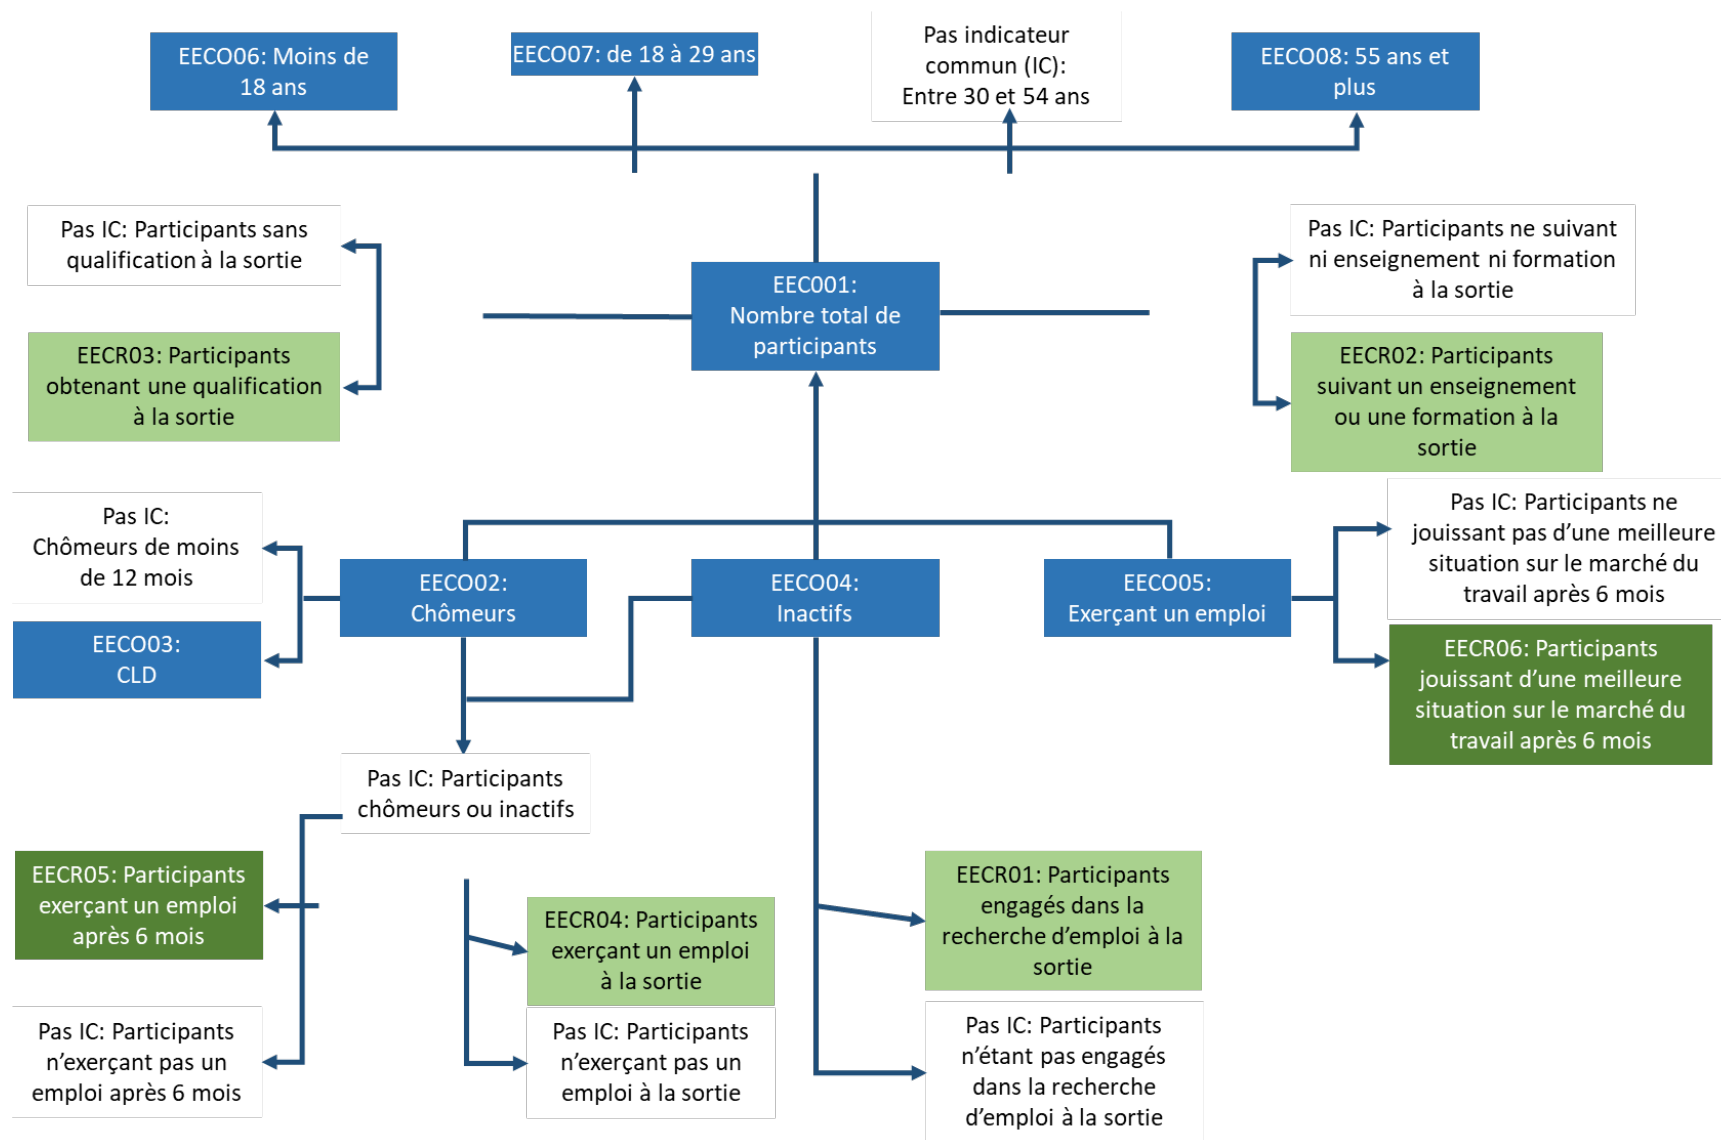 EECO06: Moins de
18 ans
EECO07: de 18 à 29 ans
Pas indicateur
commun (IC):
Entre 30 et 54 ans
EECO08: 55 ans et
plus
Pas IC: Participants sans
qualification à la sortie
EEC001:
Nombre total de
participants
Pas IC: Participants ne suivant
ni enseignement ni formation
à la sortie
EECR03: Participants
obtenant une qualification
à la sortie
EECR02: Participants
suivant un enseignement
ou une formation à la
sortie
Pas IC:
Chômeurs de moins
de 12 mois
EECO02:
Chômeurs
EECO04:
Inactifs
EECO05:
Exerçant un emploi
Pas IC: Participants ne
jouissant pas d’une meilleure
situation sur le marché du
travail après 6 mois
EECO03:
CLD
EECR06: Participants
jouissant d’une meilleure
situation sur le marché du
travail après 6 mois
Pas IC: Participants
chômeurs ou inactifs
EECR05: Participants
exerçant un emploi
après 6 mois
EECR04: Participants
exerçant un emploi
à la sortie
EECR01: Participants
engagés dans la
recherche d’emploi à la
sortie
Pas IC: Participants
n’exerçant pas un
emploi après 6 mois
Pas IC: Participants
n’exerçant pas un
emploi à la sortie
Pas IC: Participants
n’étant pas engagés
dans la recherche
d’emploi à la sortie